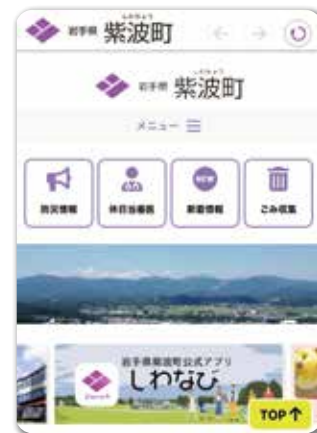 しわちょう
岩手県 紫波町
しわちょう
岩手県 紫波町
メニュー
防災情報
休日当番医
NEW
新着情報
ごみ収集
岩手県紫波町公式アプリ
しわなび
TOP↑